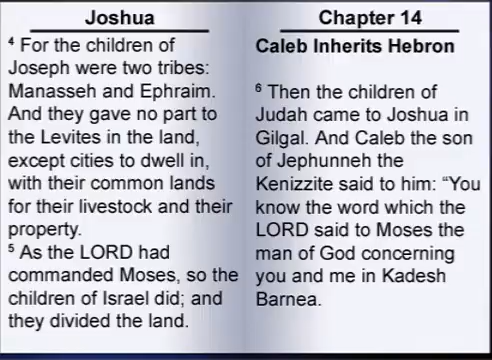 Joshua
⁴ For the children of
Joseph were two tribes:
Manasseh and Ephraim.
And they gave no part to
the Levites in the land,
except cities to dwell in,
with their common lands
for their livestock and their
property.
⁵ As the LORD had
commanded Moses, so the
children of Israel did; and
they divided the land.
Chapter 14
Caleb Inherits Hebron
⁶ Then the children of
Judah came to Joshua in
Gilgal. And Caleb the son
of Jephunneh the
Kenizzite said to him: “You
know the word which the
LORD said to Moses the
man of God concerning
you and me in Kadesh
Barnea.